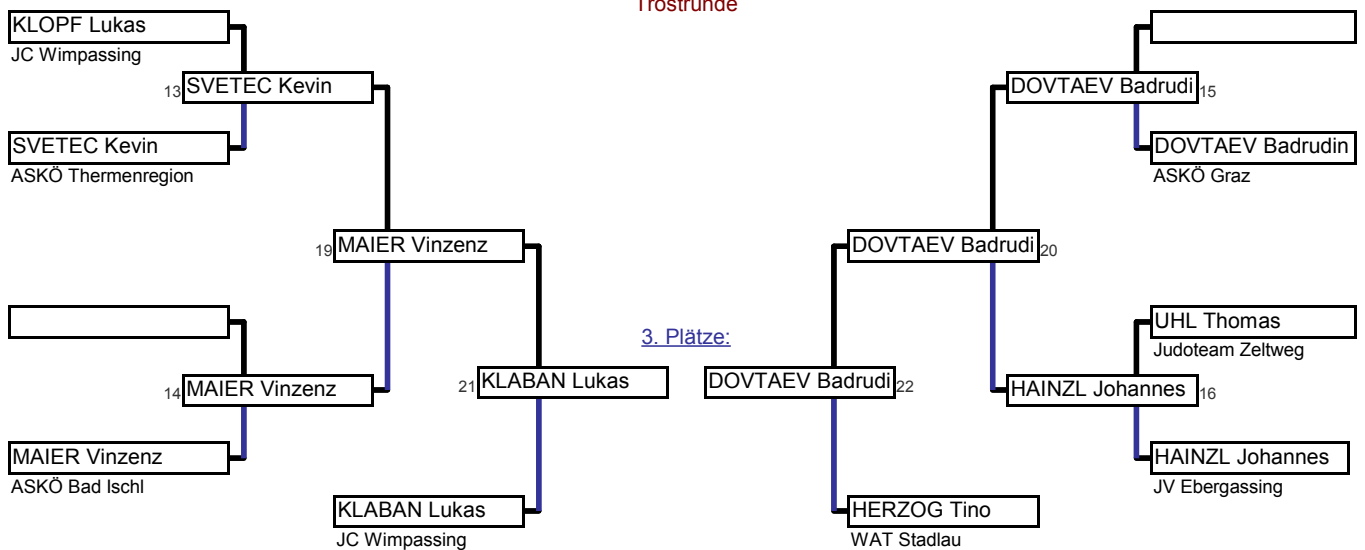 Trostrunde
KLOPF Lukas
JC Wimpassing
13 SVETEC Kevin
DOVTAEV Badrudi 15
SVETEC Kevin
ASKÖ Thermenregion
DOVTAEV Badrudin
ASKÖ Graz
19 MAIER Vinzenz
DOVTAEV Badrudi 20
3. Plätze:
UHL Thomas
Judoteam Zeltweg
14 MAIER Vinzenz
21 KLABAN Lukas
DOVTAEV Badrudi 22
HAINZL Johannes 16
MAIER Vinzenz
ASKÖ Bad Ischl
HAINZL Johannes
JV Ebergassing
KLABAN Lukas
JC Wimpassing
HERZOG Tino
WAT Stadlau